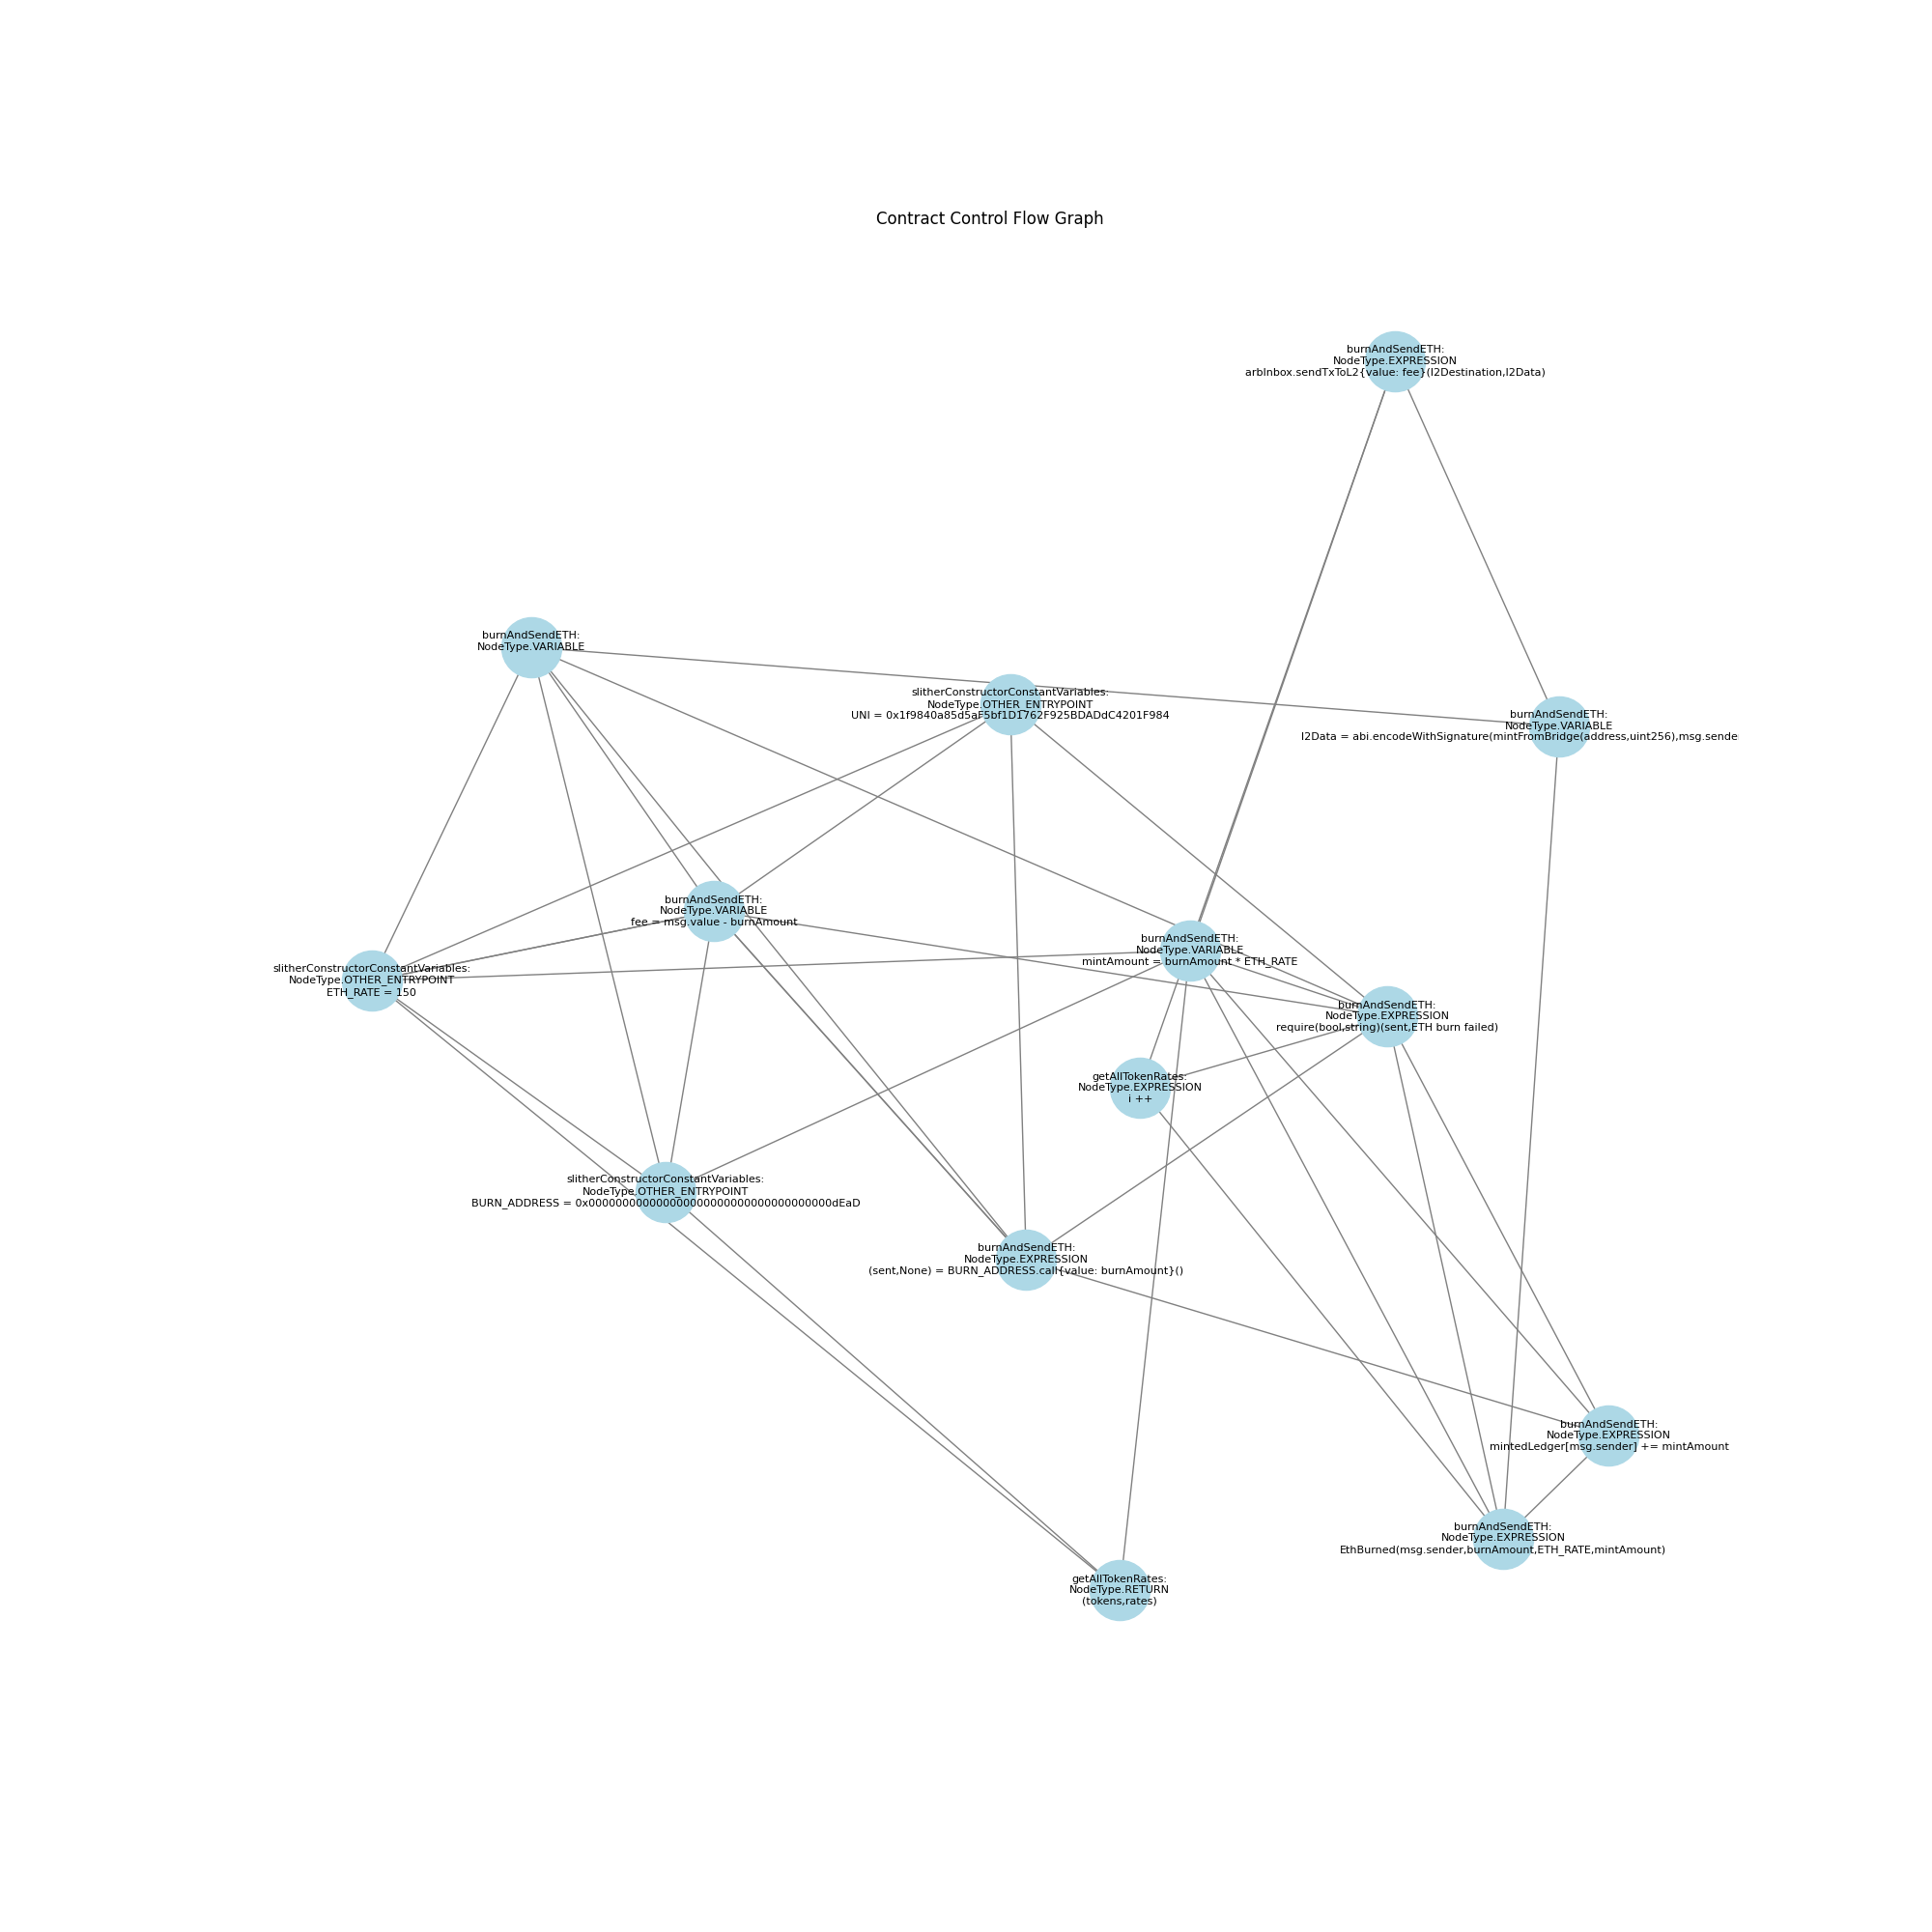 Contract Control Flow Graph
burnAndSendETH:
NodeType.EXPRESSION
arbInbox.sendTxToL2{value: fee}(l2Destination,l2Data)
burnAndSendETH:
NodeType.VARIABLE
slitherConstructorConstantVariables:
NodeType.OTHER_ENTRYPOINT
UNI = 0x1f9840a85d5aF5bf1D1762F925BDADdC4201F984
burnAndSendETH:
NodeType.VARIABLE
l2Data = abi.encodeWithSignature(mintFromBridge(address,uint256),msg.sende
burnAndSendETH:
NodeType.VARIABLE
fee = msg.value - burnAmount
burnAndSendETH:
NodeType.VARIABLE
mintAmount = burnAmount * ETH_RATE
slitherConstructorConstantVariables:
NodeType.OTHER_ENTRYPOINT
ETH_RATE = 150
burnAndSendETH:
NodeType.EXPRESSION
require(bool,string)(sent,ETH burn failed)
getAllTokenRates:
NodeType.EXPRESSION
i ++
slitherConstructorConstantVariables:
NodeType.OTHER_ENTRYPOINT
BURN_ADDRESS = 0x000000000000000000000000000000000000dEaD
burnAndSendETH:
NodeType.EXPRESSION
(sent,None) = BURN_ADDRESS.call{value: burnAmount}()
burnAndSendETH:
NodeType.EXPRESSION
mintedLedger[msg.sender] += mintAmount
burnAndSendETH:
NodeType.EXPRESSION
EthBurned(msg.sender,burnAmount,ETH_RATE,mintAmount)
getAllTokenRates:
NodeType.RETURN
(tokens,rates)